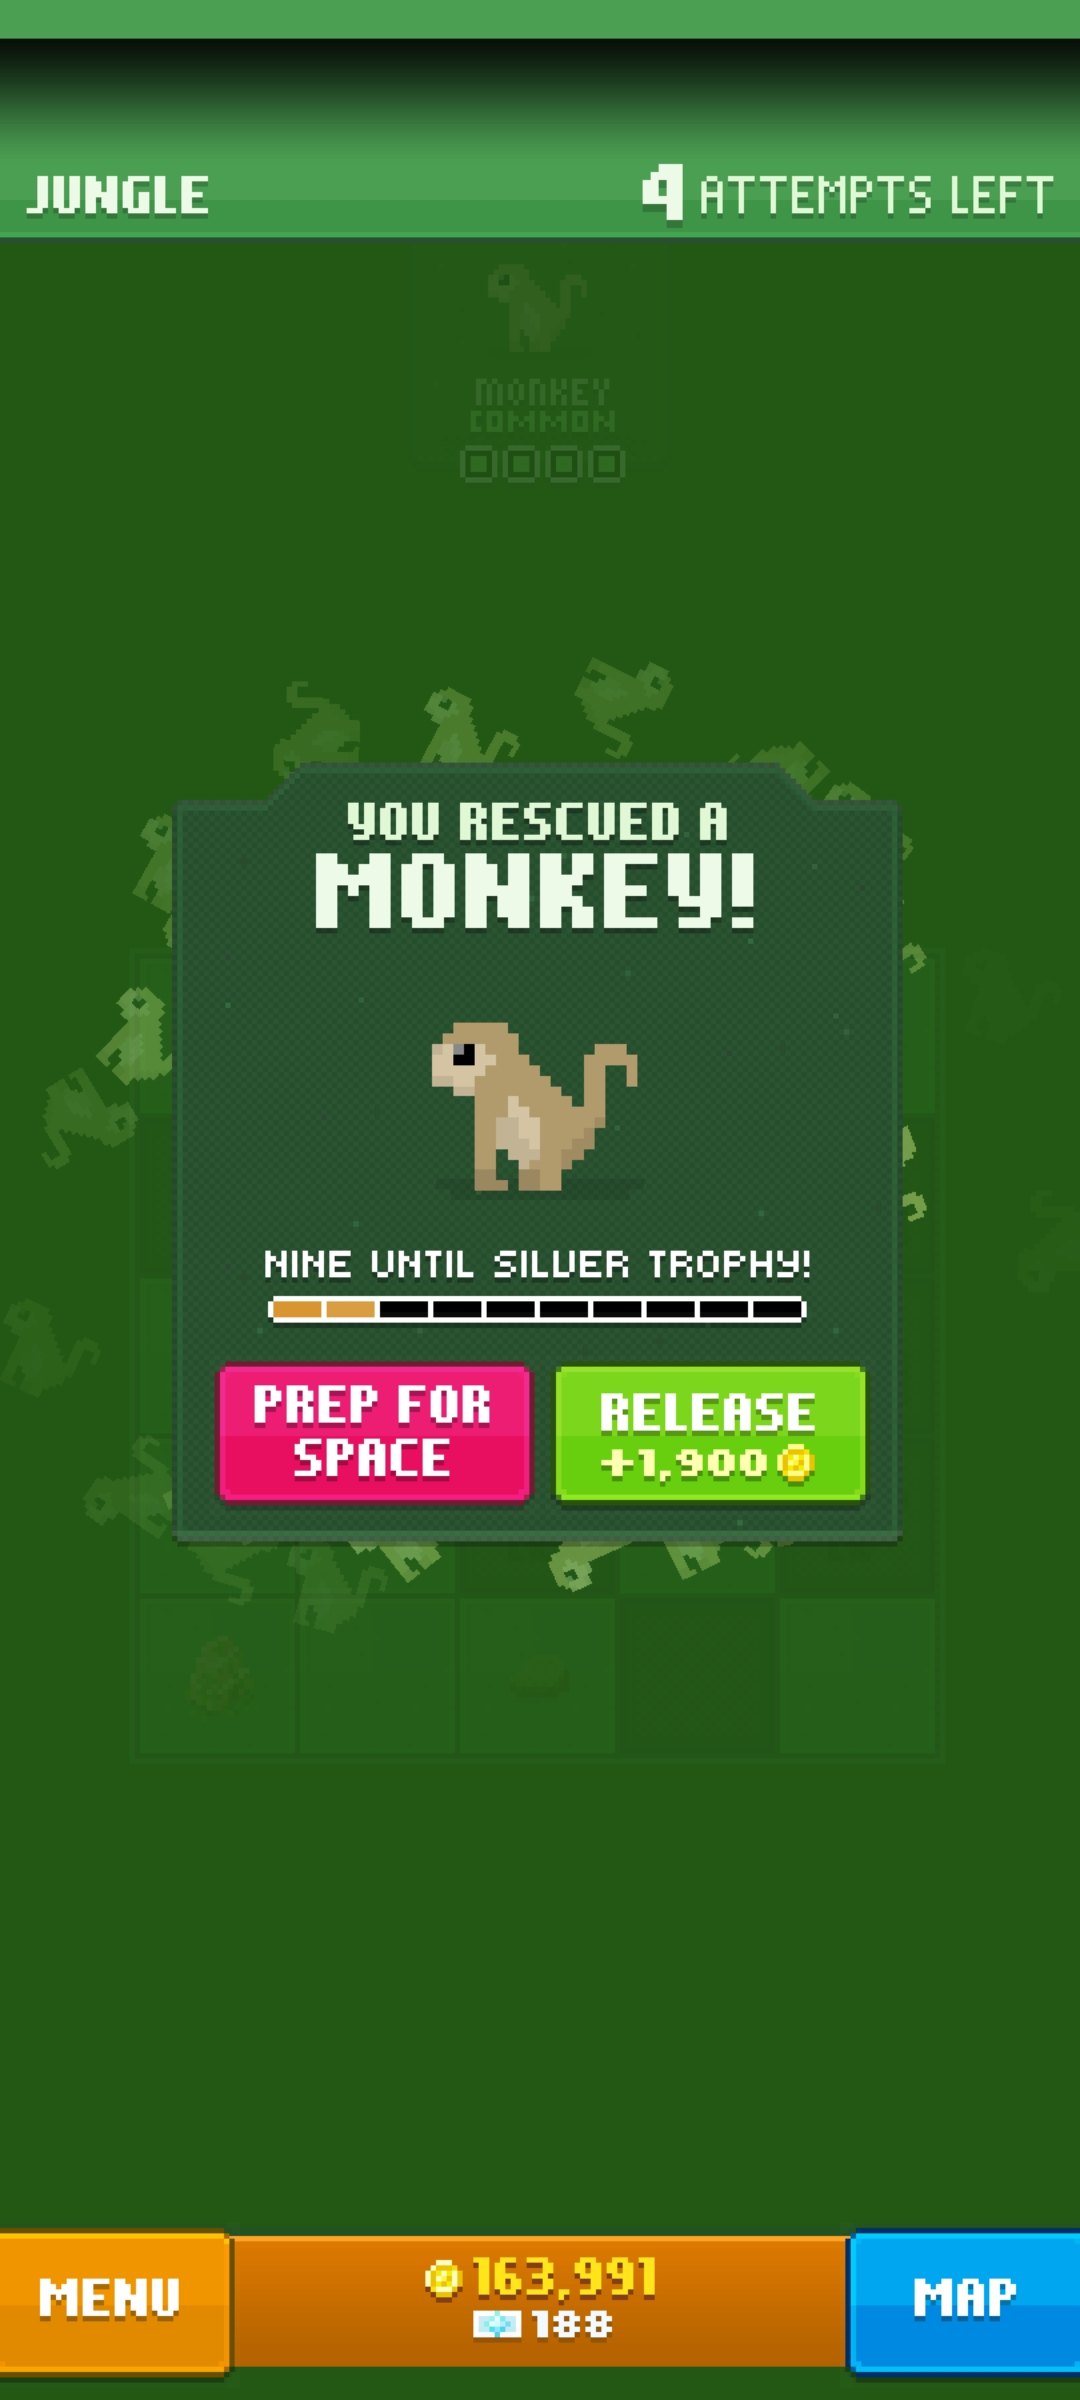 JUNGLE
4 ATTEMPTS LEFT
MONKEY
COMMON
YOU RESCUED A
MONKEY!
NINE UNTIL SILVER TROPHY!
PREP FOR
SPACE
RELEASE
+1,900
MENU
163,991
188
MAP